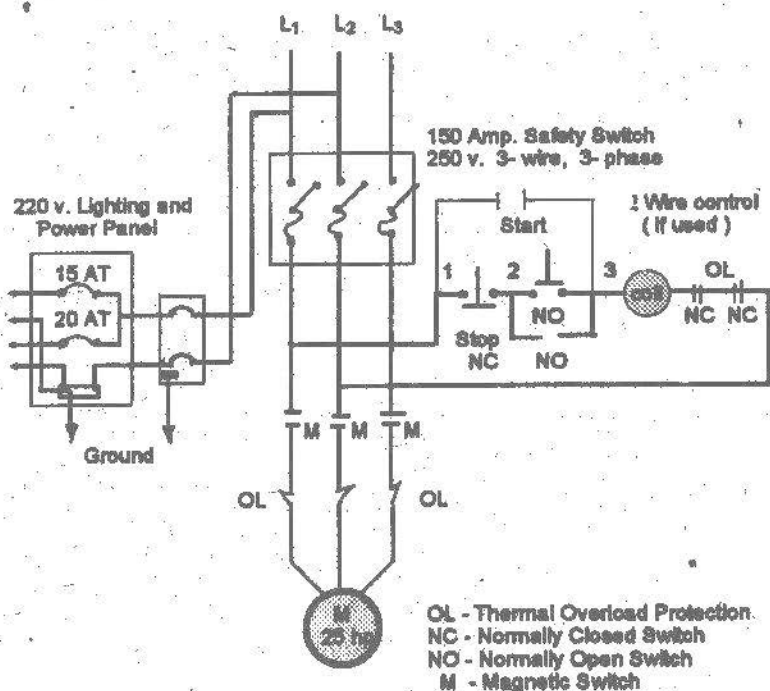 L1 L2 L3
150 Amp. Safety Switch
250 v. 3- wire, 3- phase
220 v. Lighting and
Power Panel
15 AT
20 AT
Ground
Start
Wire control
( if used )
1 2 3
coil
OL
NC NC
NO
Stop
NC
NO
M M M
OL OL
M
25 hp
OL - Thermal Overload Protection
NC - Normally Closed Switch
NO - Normally Open Switch
M - Magnetic Switch